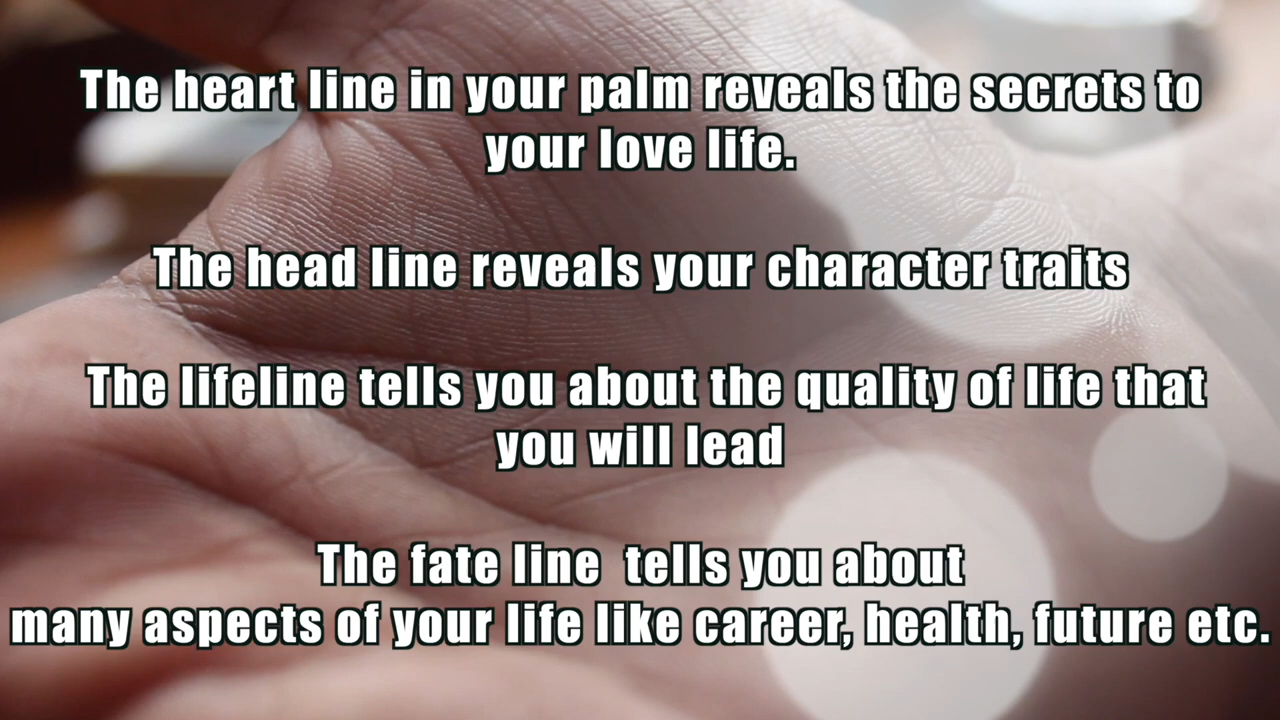 The heart line in your palm reveals the secrets to
your love life.
The head line reveals your character traits
The lifeline tells you about the quality of life that
you will lead
The fate line  tells you about
many aspects of your life like career, health, future etc.